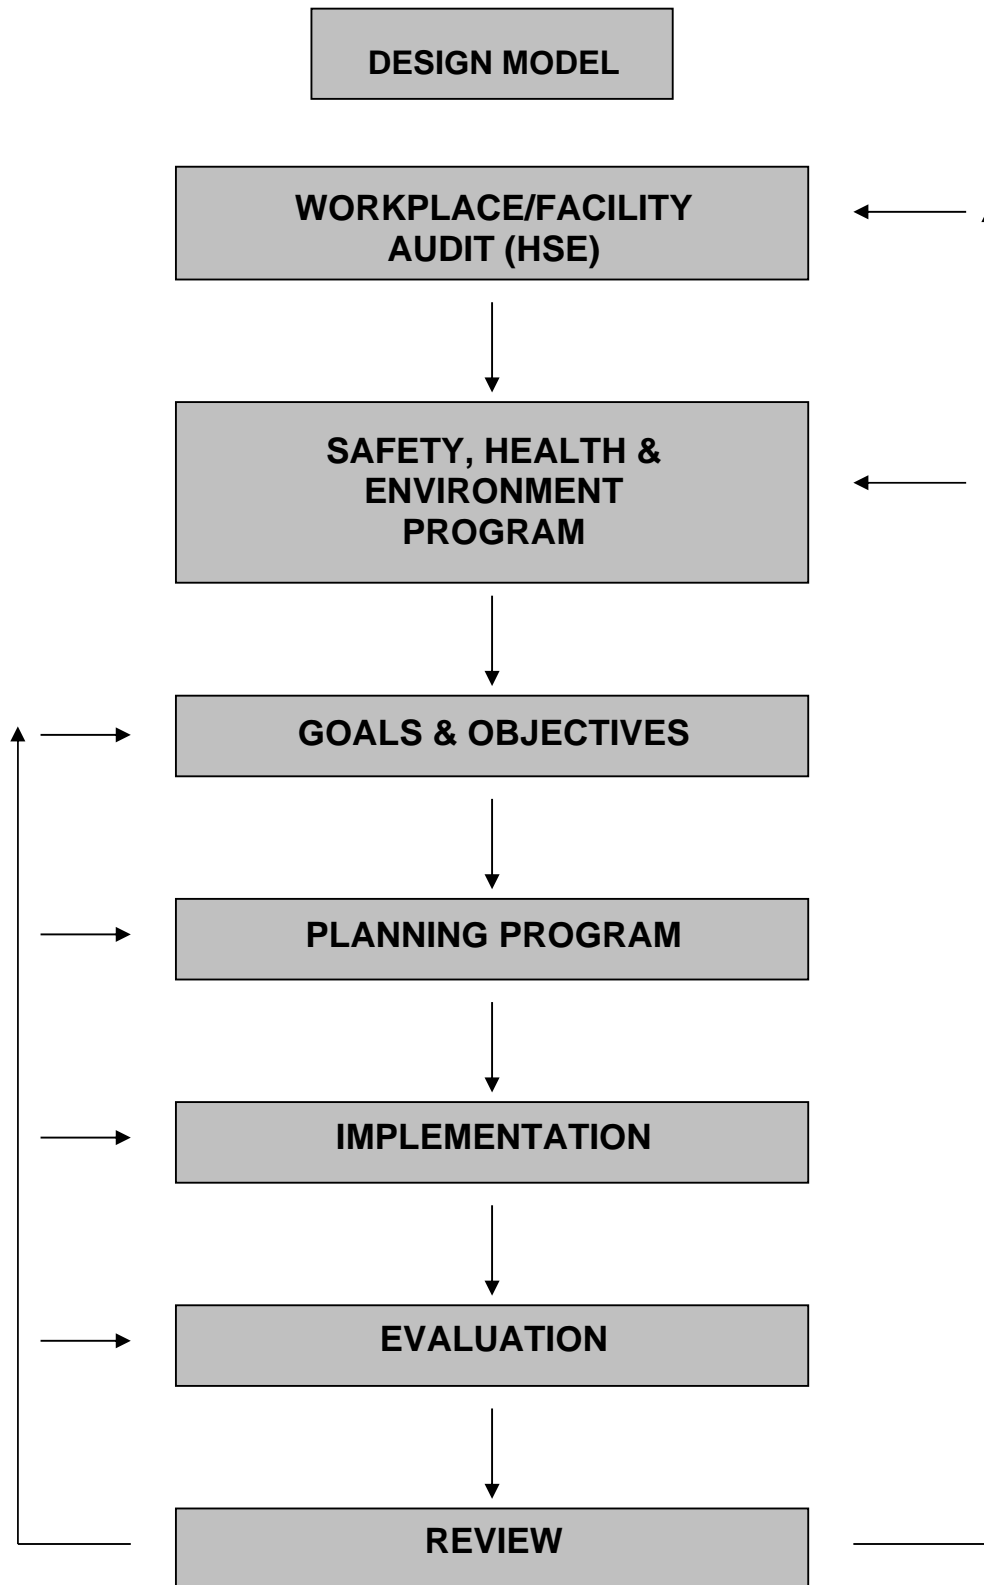 DESIGN MODEL
WORKPLACE/FACILITY
AUDIT (HSE)
SAFETY, HEALTH &
ENVIRONMENT
PROGRAM
GOALS & OBJECTIVES
PLANNING PROGRAM
IMPLEMENTATION
EVALUATION
REVIEW